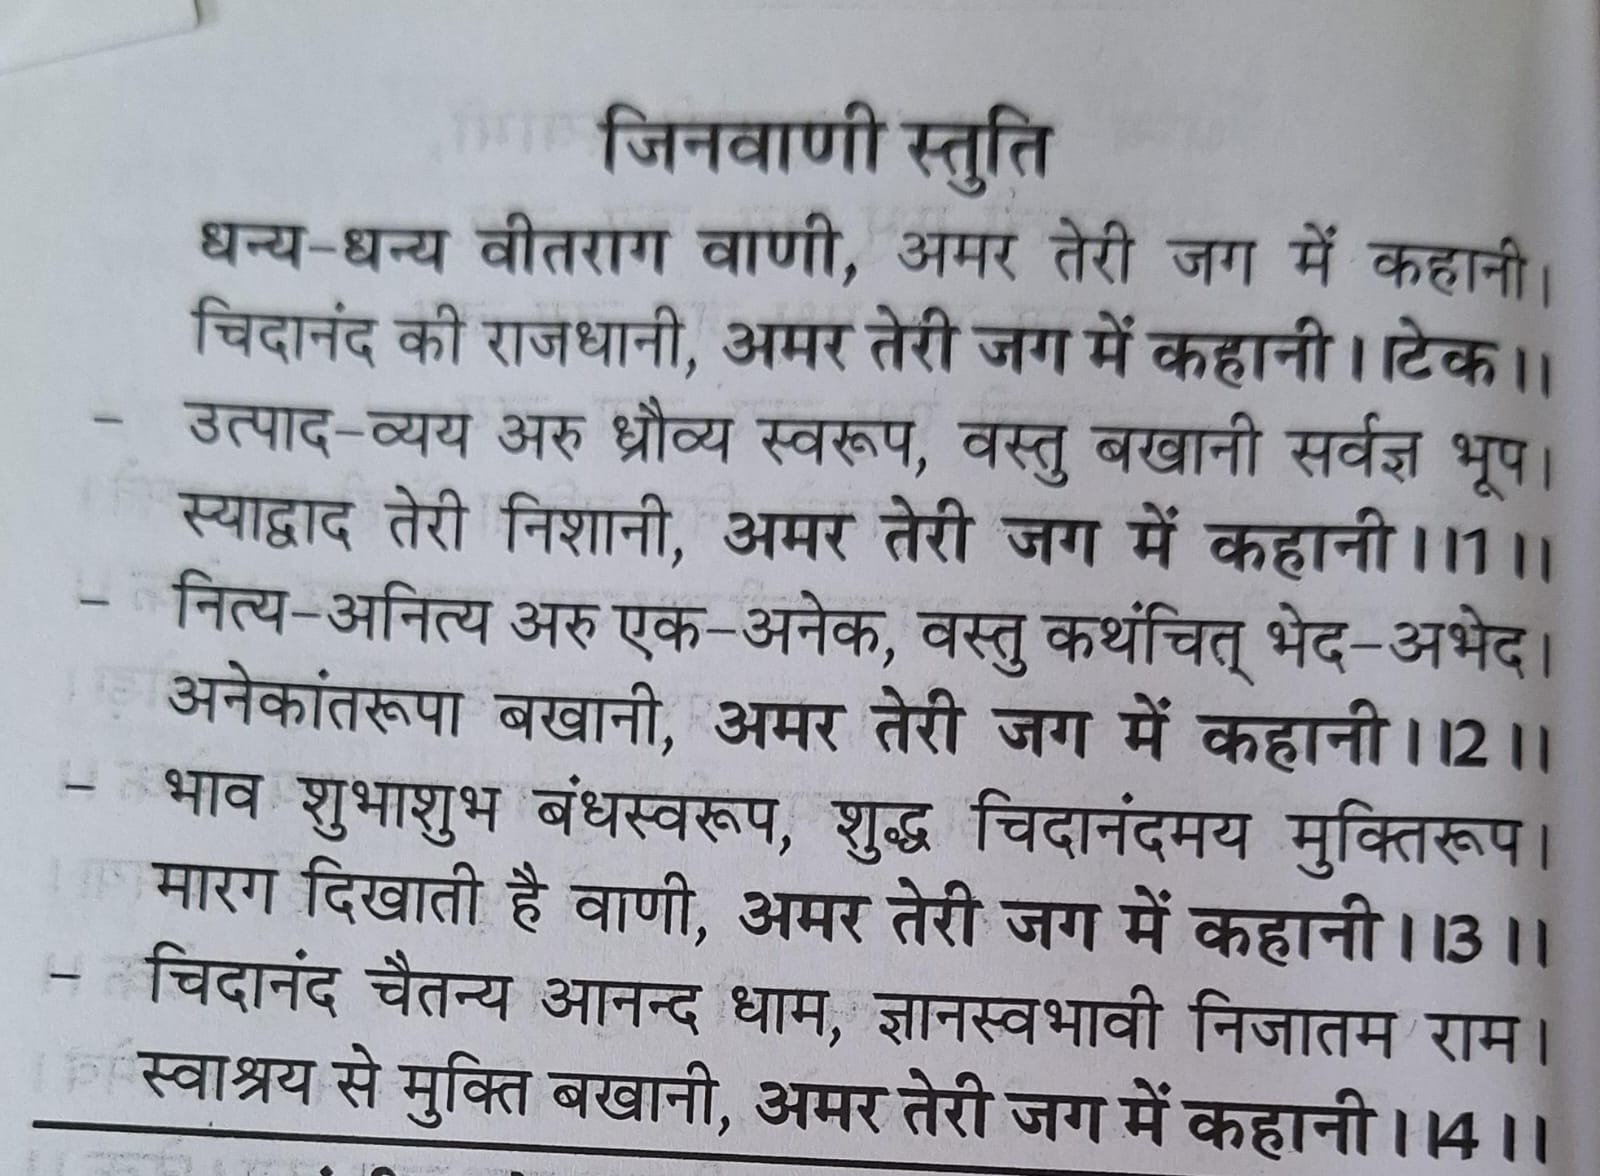 जिनवाणी स्तुति
धन्य-धन्य वीतराग वाणी, अमर तेरी जग में कहानी।
चिदानंद की राजधानी, अमर तेरी जग में कहानी।।टेक।।
- उत्पाद-व्यय अरु ध्रौव्य स्वरूप, वस्तु बखानी सर्वज्ञ भूप।
स्याद्वाद तेरी निशानी, अमर तेरी जग में कहानी।।1।।
- नित्य-अनित्य अरु एक-अनेक, वस्तु कथंचित् भेद-अभेद।
अनेकांतरूपा बखानी, अमर तेरी जग में कहानी।।2।।
- भाव शुभाशुभ बंधस्वरूप, शुद्ध चिदानंदमय मुक्तिरूप।
मारग दिखाती है वाणी, अमर तेरी जग में कहानी।।3।।
- चिदानंद चैतन्य आनन्द धाम, ज्ञानस्वभावी निजातम राम।
स्वाश्रय से मुक्ति बखानी, अमर तेरी जग में कहानी।।4।।